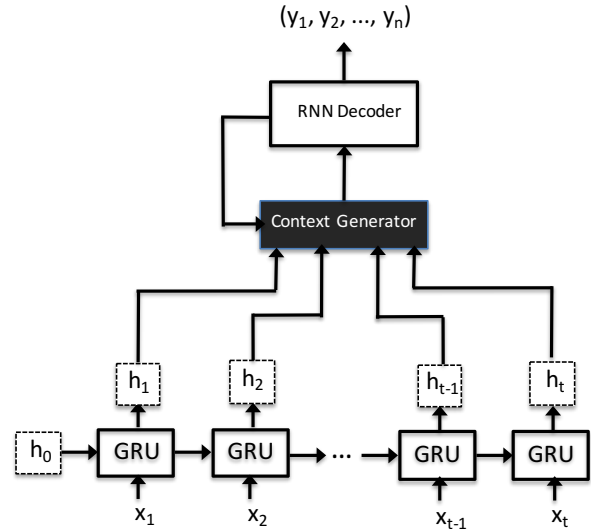 (y₁, y₂, ..., yₙ)
RNN Decoder
Context Generator
h₁ h₂ hₜ₋₁ hₜ
h₀ GRU GRU ... GRU GRU
x₁ x₂ xₜ₋₁ xₜ